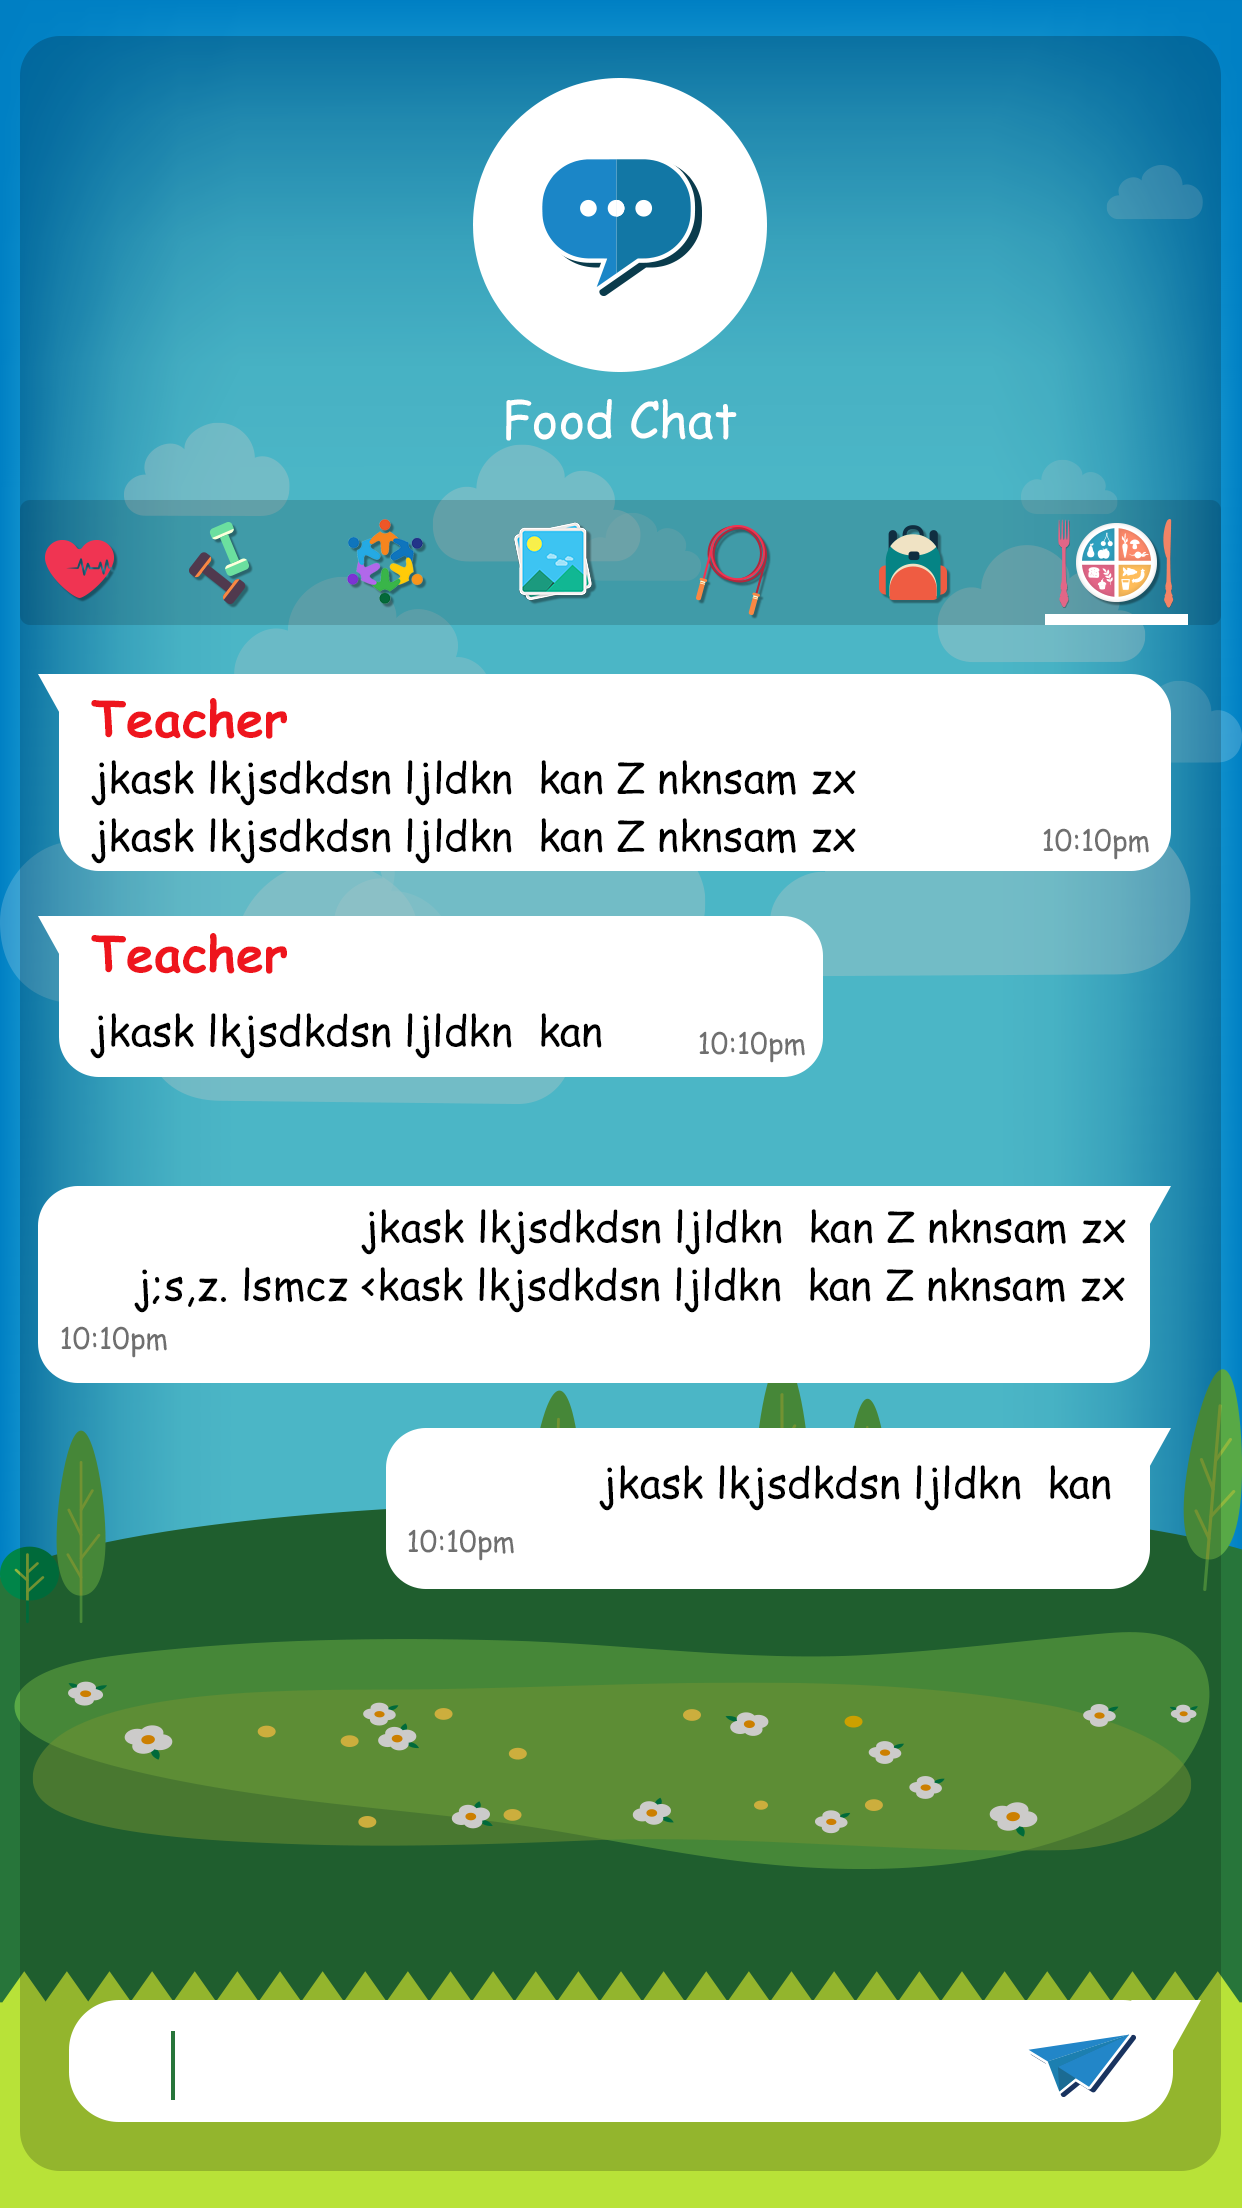 Food Chat
Teacher
jkask lkjsdkdsn ljldkn  kan Z nknsam zx
jkask lkjsdkdsn ljldkn  kan Z nknsam zx
10:10pm
Teacher
jkask lkjsdkdsn ljldkn  kan
10:10pm
jkask lkjsdkdsn ljldkn  kan Z nknsam zx
j;s,z. lsmcz <kask lkjsdkdsn ljldkn  kan Z nknsam zx
10:10pm
jkask lkjsdkdsn ljldkn  kan
10:10pm